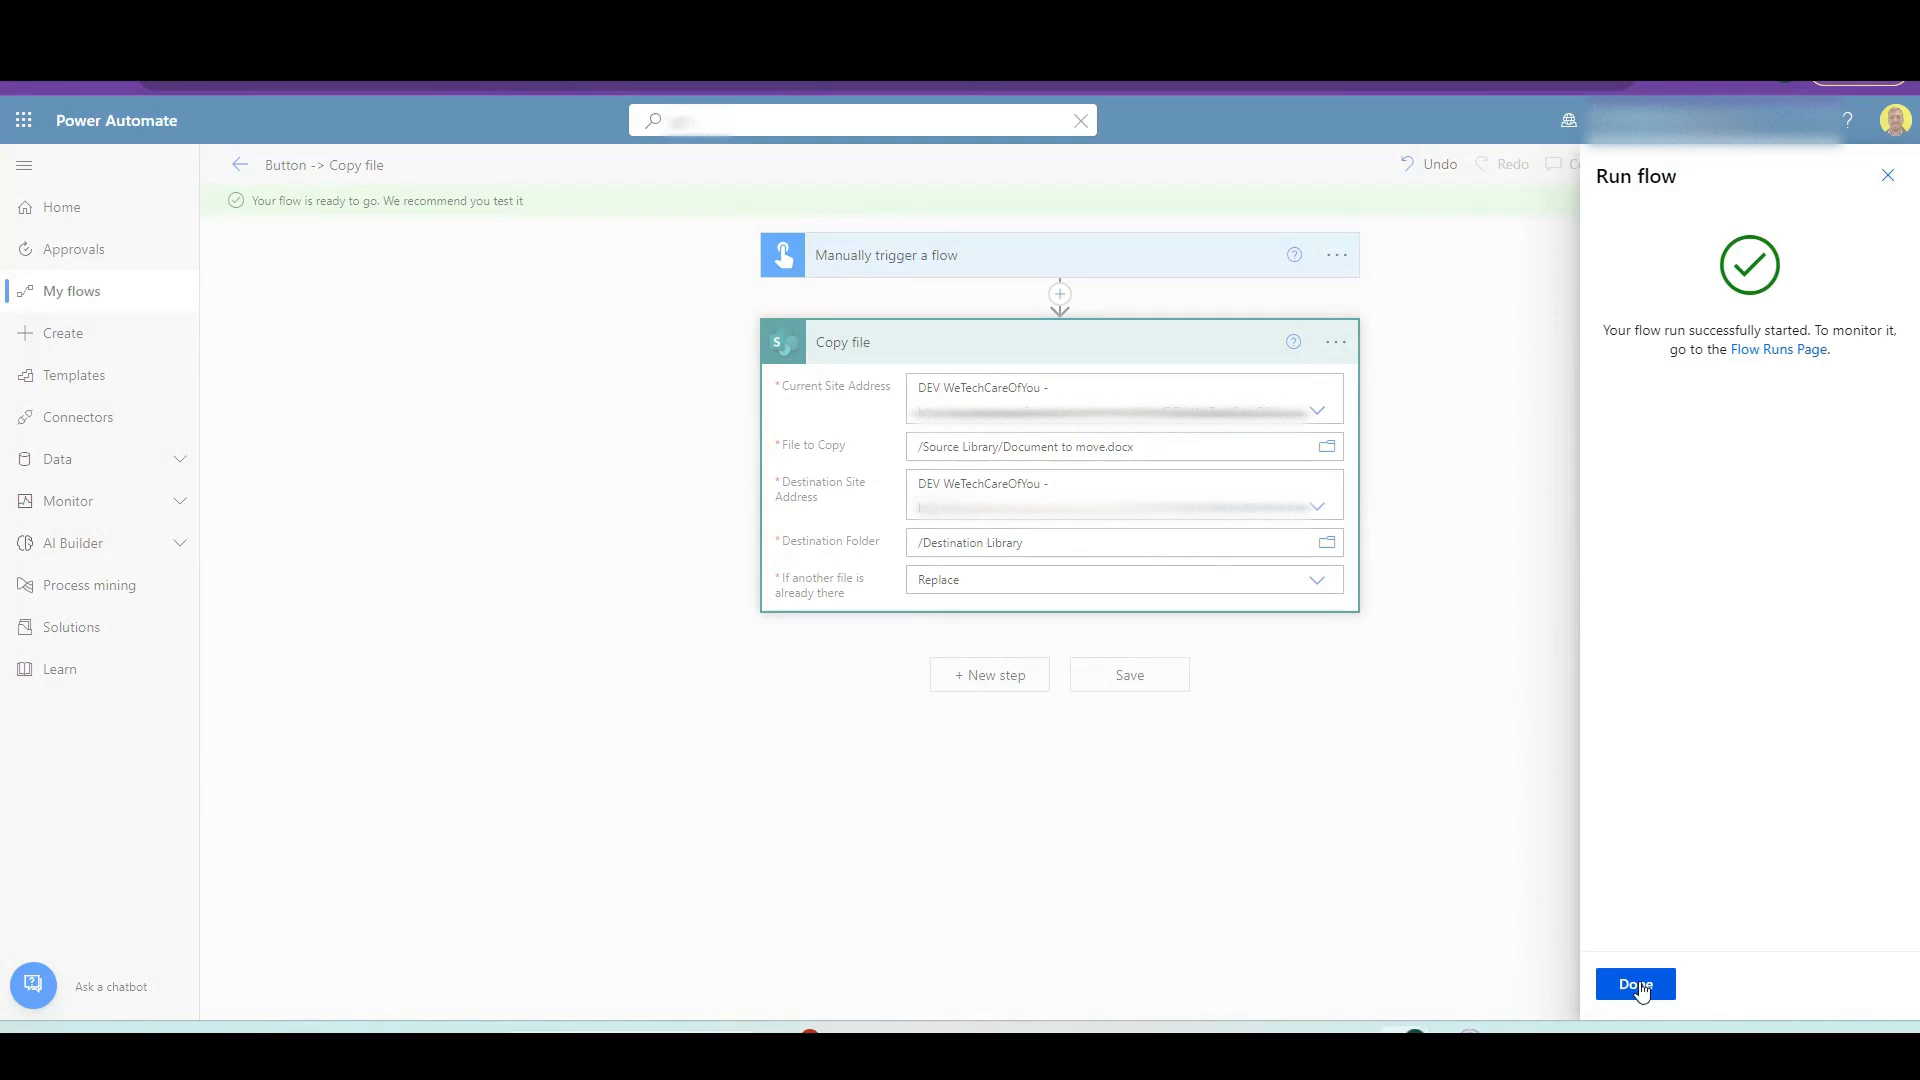 Power Automate
?
Button -> Copy file
Undo
Redo
Your flow is ready to go. We recommend you test it
Home
Approvals
My flows
Create
Templates
Connectors
Data
Monitor
AI Builder
Process mining
Solutions
Learn
Ask a chatbot
Manually trigger a flow
?
S
Copy file
?
* Current Site Address
DEV WeTechCareOfYou -
* File to Copy
/Source Library/Document to move.docx
* Destination Site
Address
DEV WeTechCareOfYou -
* Destination Folder
/Destination Library
* If another file is
already there
Replace
+ New step
Save
Run flow
Your flow run successfully started. To monitor it,
go to the Flow Runs Page.
Done